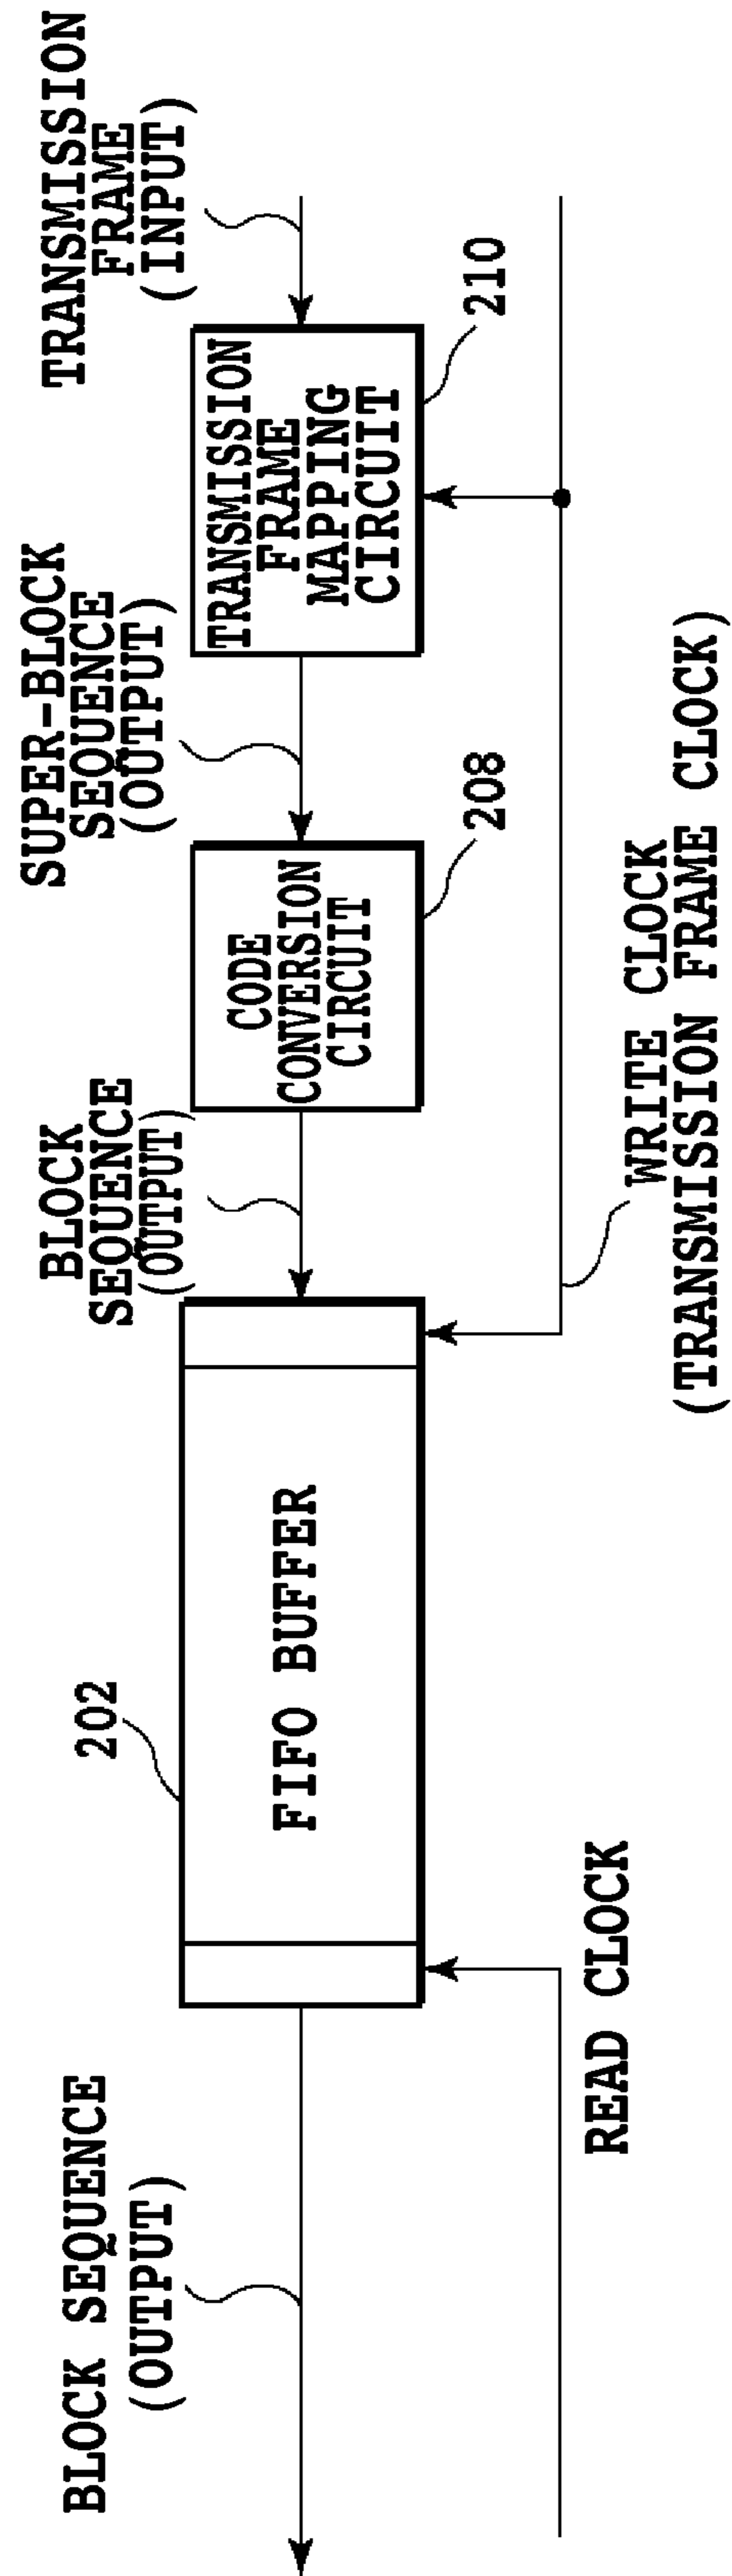 BLOCK SEQUENCE
(OUTPUT)
202
FIFO BUFFER
READ CLOCK
BLOCK
SEQUENCE
(OUTPUT)
CODE
CONVERSION
CIRCUIT
208
SUPER-BLOCK
SEQUENCE
(OUTPUT)
TRANSMISSION
FRAME
MAPPING
CIRCUIT
210
TRANSMISSION
FRAME
(INPUT)
WRITE CLOCK
(TRANSMISSION FRAME CLOCK)